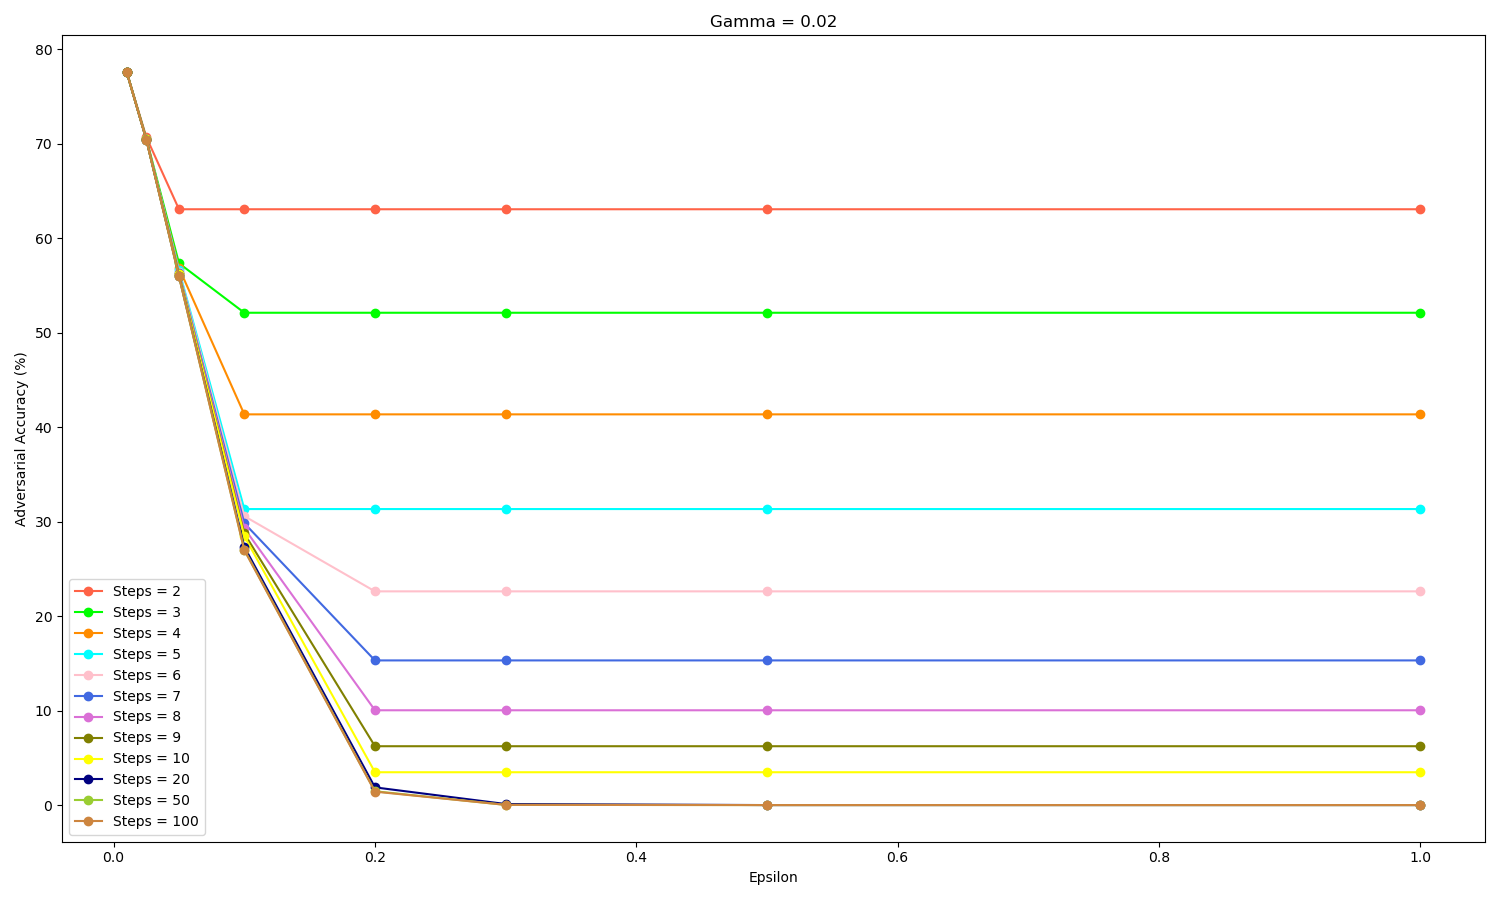 Gamma = 0.02
80
70
60
50
40
30
20
10
0
Adversarial Accuracy (%)
Steps = 2
Steps = 3
Steps = 4
Steps = 5
Steps = 6
Steps = 7
Steps = 8
Steps = 9
Steps = 10
Steps = 20
Steps = 50
Steps = 100
0.0 0.2 0.4 0.6 0.8 1.0
Epsilon